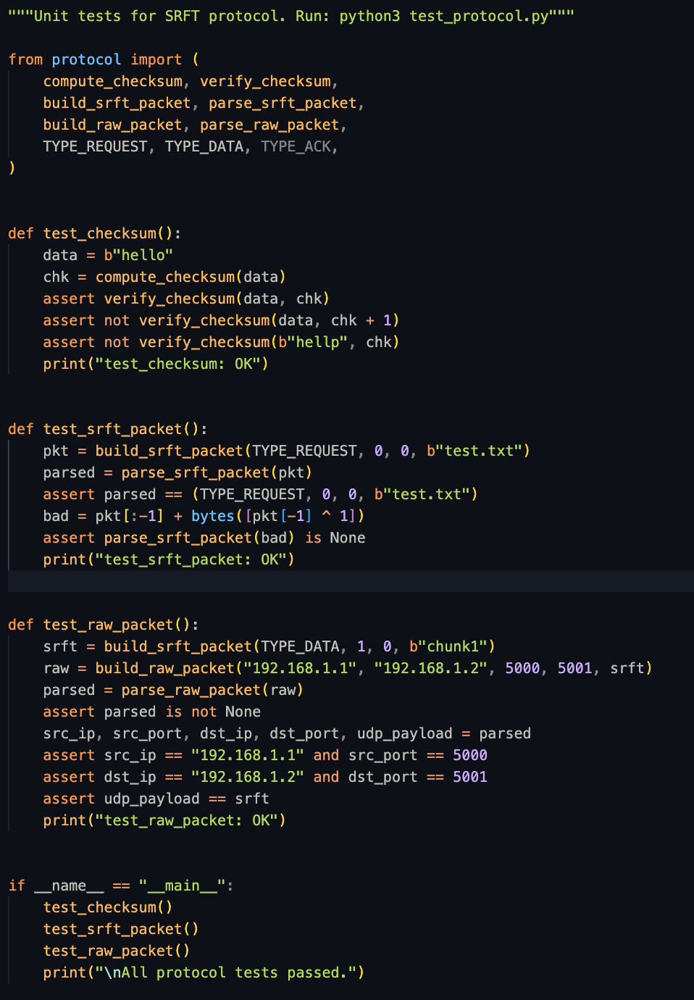 """Unit tests for SRFT protocol. Run: python3 test_protocol.py"""

from protocol import (
    compute_checksum, verify_checksum,
    build_srft_packet, parse_srft_packet,
    build_raw_packet, parse_raw_packet,
    TYPE_REQUEST, TYPE_DATA, TYPE_ACK,
)


def test_checksum():
    data = b"hello"
    chk = compute_checksum(data)
    assert verify_checksum(data, chk)
    assert not verify_checksum(data, chk + 1)
    assert not verify_checksum(b"hellp", chk)
    print("test_checksum: OK")


def test_srft_packet():
    pkt = build_srft_packet(TYPE_REQUEST, 0, 0, b"test.txt")
    parsed = parse_srft_packet(pkt)
    assert parsed == (TYPE_REQUEST, 0, 0, b"test.txt")
    bad = pkt[:-1] + bytes([pkt[-1] ^ 1])
    assert parse_srft_packet(bad) is None
    print("test_srft_packet: OK")


def test_raw_packet():
    srft = build_srft_packet(TYPE_DATA, 1, 0, b"chunk1")
    raw = build_raw_packet("192.168.1.1", "192.168.1.2", 5000, 5001, srft)
    parsed = parse_raw_packet(raw)
    assert parsed is not None
    src_ip, src_port, dst_ip, dst_port, udp_payload = parsed
    assert src_ip == "192.168.1.1" and src_port == 5000
    assert dst_ip == "192.168.1.2" and dst_port == 5001
    assert udp_payload == srft
    print("test_raw_packet: OK")


if __name__ == "__main__":
    test_checksum()
    test_srft_packet()
    test_raw_packet()
    print("\nAll protocol tests passed.")